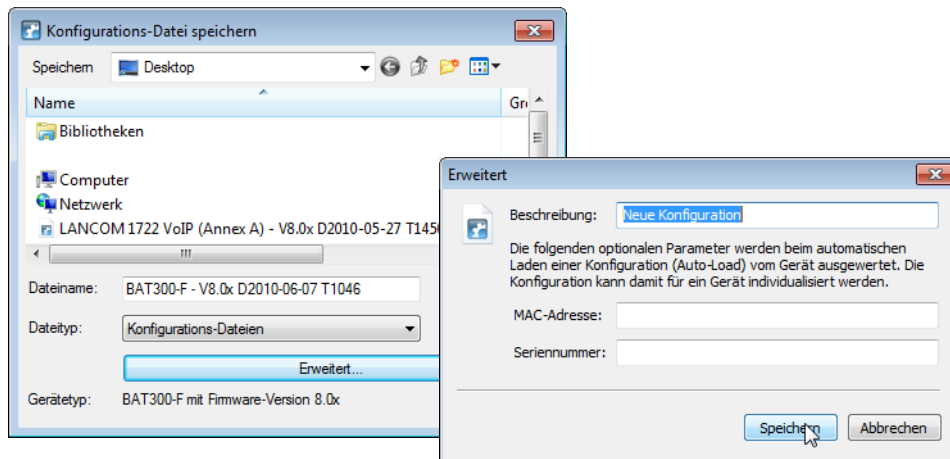 Konfigurations-Datei speichern
Speichern
Desktop
Name
Bibliotheken
Computer
Netzwerk
LANCOM 1722 VoIP (Annex A) - V8.0x D2010-05-27
Dateiname:
BAT300-F - V8.0x D2010-06-07 T1046
Dateityp:
Konfigurations-Dateien
Erweitert...
Gerätetyp:
BAT300-F mit Firmware-Version 8.0x
Erweitert
Beschreibung:
Neue Konfiguration
Die folgenden optionalen Parameter werden beim automatischen
Laden einer Konfiguration (Auto-Load) vom Gerät ausgewertet. Die
Konfiguration kann damit für ein Gerät individualisiert werden.
MAC-Adresse:
Seriennummer:
Speichern
Abbrechen